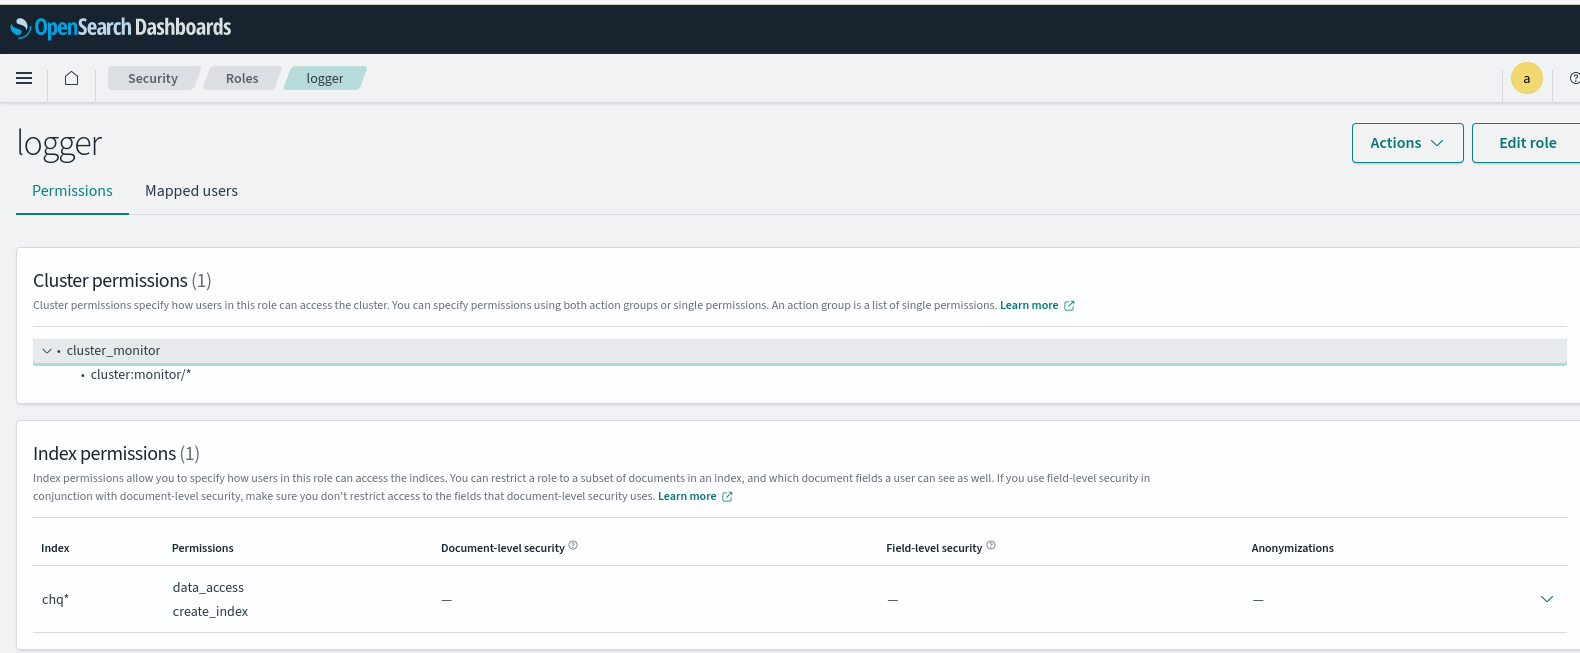 OpenSearch Dashboards
Security Roles logger
a
logger
Actions Edit role
Permissions Mapped users
Cluster permissions (1)
Cluster permissions specify how users in this role can access the cluster. You can specify permissions using both action groups or single permissions. An action group is a list of single permissions. Learn more
• cluster_monitor
• cluster:monitor/*
Index permissions (1)
Index permissions allow you to specify how users in this role can access the indices. You can restrict a role to a subset of documents in an index, and which document fields a user can see as well. If you use field-level security in
conjunction with document-level security, make sure you don't restrict access to the fields that document-level security uses. Learn more
Index Permissions Document-level security Field-level security Anonymizations
chq* data_access — — —
create_index